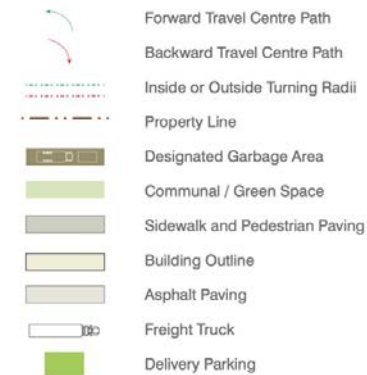 Forward Travel Centre Path
Backward Travel Centre Path
Inside or Outside Turning Radii
Property Line
Designated Garbage Area
Communal / Green Space
Sidewalk and Pedestrian Paving
Building Outline
Asphalt Paving
Freight Truck
Delivery Parking